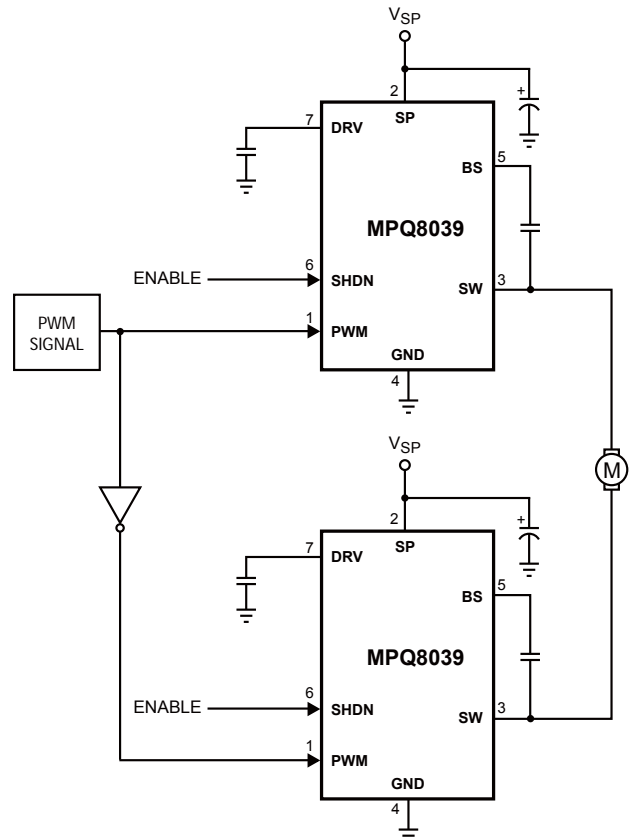 VSP
2
7
DRV
SP
+
5
BS
MPQ8039
6
ENABLE
SHDN
3
SW
PWM
SIGNAL
1
PWM
GND
4
VSP
M
2
7
DRV
SP
+
5
BS
MPQ8039
6
ENABLE
SHDN
3
SW
1
PWM
GND
4